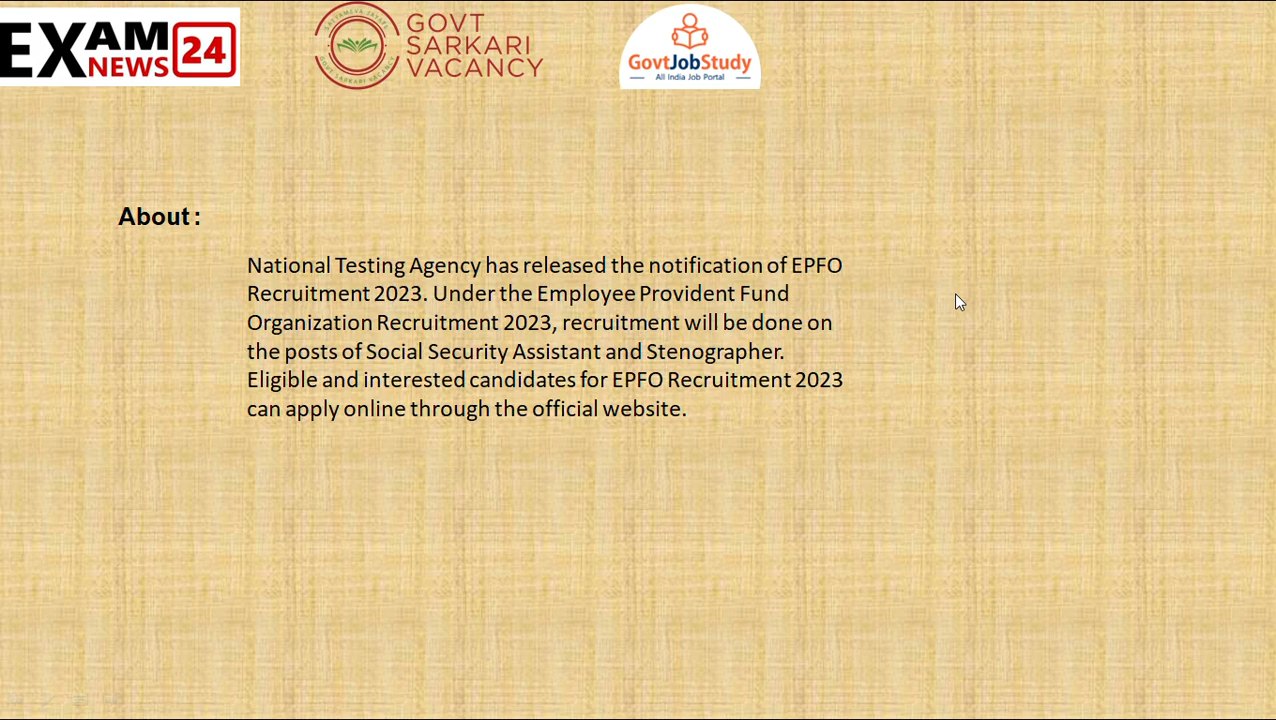 EXAM
NEWS
24
GOVT
SARKARI
VACANCY
GOVT SARKARI VACANCY
GovtJobStudy
All India Job Portal
About :
National Testing Agency has released the notification of EPFO
Recruitment 2023. Under the Employee Provident Fund
Organization Recruitment 2023, recruitment will be done on
the posts of Social Security Assistant and Stenographer.
Eligible and interested candidates for EPFO Recruitment 2023
can apply online through the official website.